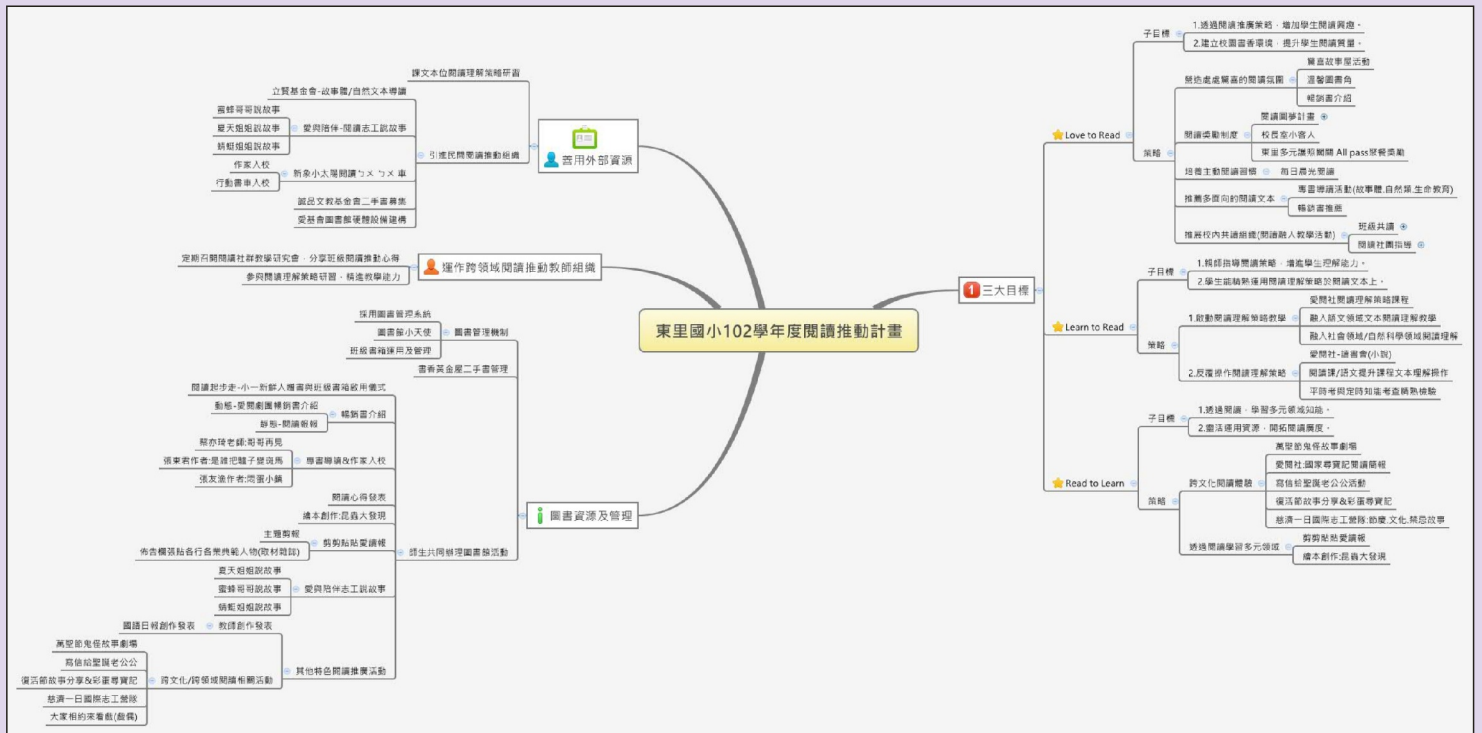 東里國小102學年度閱讀推動計畫
三大目標
Love to Read
子目標
1.透過閱讀推廣策略，增加學生閱讀興趣。
2.建立校園書香環境，提升學生閱讀質量。
策略
營造處處驚喜的閱讀氛圍
驚喜故事屋活動
溫馨圖書角
暢銷書介紹
閱讀獎勵制度
閱讀圓夢計畫
校長室小客人
東里多元護照闖關 All pass聚餐獎勵
培養主動閱讀習慣
每日晨光閱讀
推薦多面向的閱讀文本
專書導讀活動(故事體.自然類.生命教育)
暢銷書推薦
推展校內共讀組織(閱讀融入教學活動)
班級共讀
閱讀社團指導
Learn to Read
子目標
1.親師指導閱讀策略，增進學生理解能力。
2.學生能精熟運用閱讀理解策略於閱讀文本上。
策略
1.啟動閱讀理解策略教學
愛閱社閱讀理解策略課程
融入語文領域文本閱讀理解教學
融入社會領域/自然科學領域閱讀理解
2.反覆操作閱讀理解策略
愛閱社-讀書會(小說)
閱讀課/語文提升課程文本理解操作
平時考與定時知能考查精熟檢驗
Read to Learn
子目標
1.透過閱讀，學習多元領域知能。
2.靈活運用資源，開拓閱讀廣度。
策略
跨文化閱讀體驗
萬聖節鬼怪故事劇場
愛閱社:國家尋寶記閱讀簡報
寫信給聖誕老公公活動
復活節故事分享&彩蛋尋寶記
慈濟一日國際志工營隊:節慶.文化.禁忌故事
透過閱讀學習多元領域
剪剪貼貼愛讀報
繪本創作:昆蟲大發現
善用外部資源
課文本位閱讀理解策略研習
引進民間閱讀推動組織
立賢基金會-故事體/自然文本導讀
愛與陪伴-閱讀志工說故事
蜜蜂哥哥說故事
夏天姐姐說故事
蜻蜓姐姐說故事
新象小太陽閱讀ㄅㄨ ㄅㄨ 車
作家入校
行動書車入校
誠品文教基金會二手書募集
愛基會圖書館硬體設備建構
運作跨領域閱讀推動教師組織
定期召開閱讀社群教學研究會，分享班級閱讀推動心得
參與閱讀理解策略研習，精進教學能力
圖書資源及管理
圖書管理機制
採用圖書管理系統
圖書館小天使
班級書箱運用及管理
書香黃金屋二手書管理
師生共同辦理圖書館活動
閱讀起步走-小一新鮮人贈書與班級書箱啟用儀式
暢銷書介紹
動態-愛閱劇團暢銷書介紹
靜態-閱讀報報
專書導讀&作家入校
蔡亦琦老師:哥哥再見
張東君作者:是誰把驢子變斑馬
張友漁作者:悶蛋小鎮
閱讀心得發表
繪本創作:昆蟲大發現
剪剪貼貼愛讀報
主題剪報
佈告欄張貼各行各業典範人物(取材雜誌)
愛與陪伴志工說故事
夏天姐姐說故事
蜜蜂哥哥說故事
蜻蜓姐姐說故事
其他特色閱讀推廣活動
教師創作發表
國語日報創作發表
跨文化/跨領域閱讀相關活動
萬聖節鬼怪故事劇場
寫信給聖誕老公公
復活節故事分享&彩蛋尋寶記
慈濟一日國際志工營隊
大家相約來看戲(戲偶)